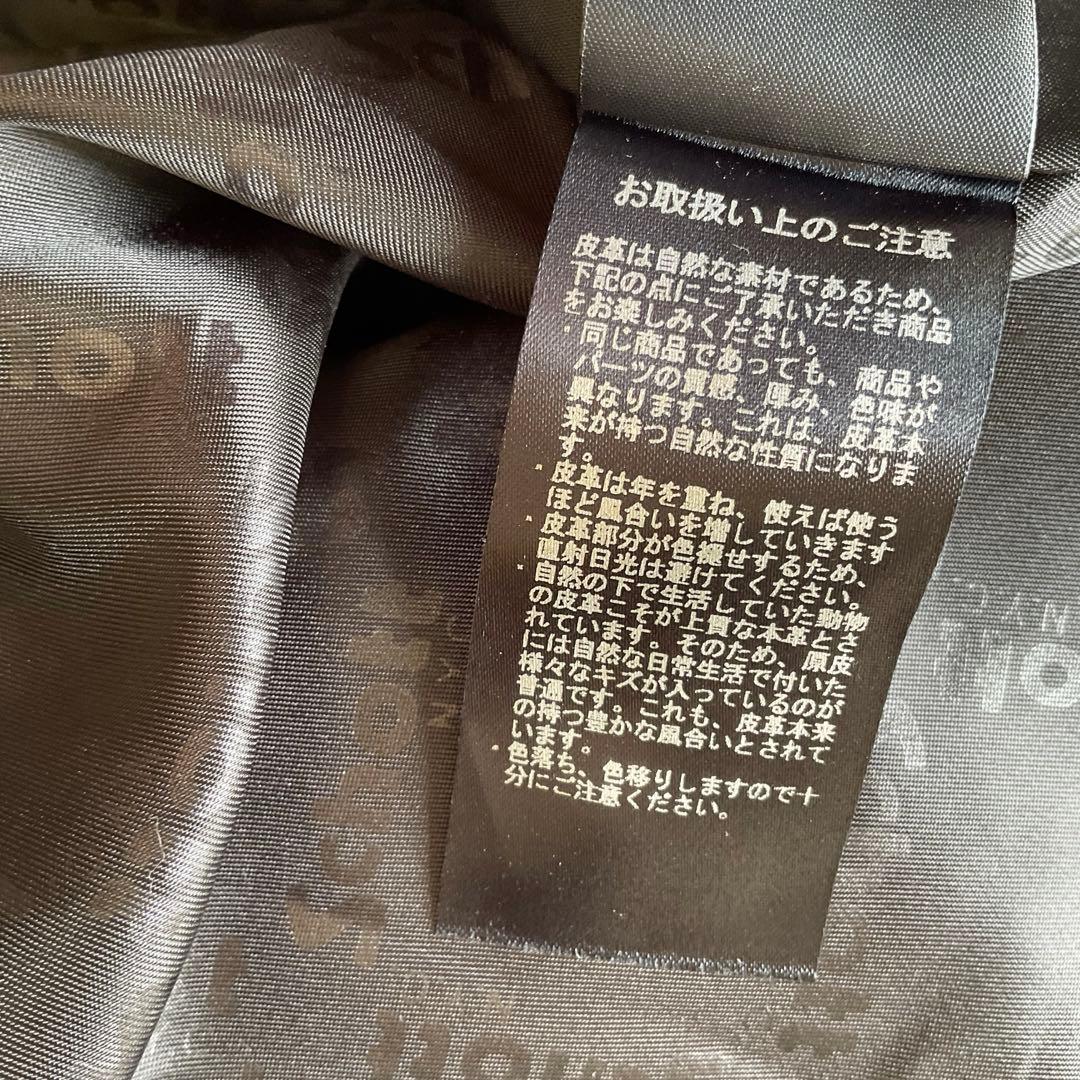 お取扱い上のご注意
皮革は自然な素材であるため、
下記の点にご了承いただき商品
をお楽しみください。
・同じ商品であっても、商品や
パーツの質感、厚み、色味が
異なります。これは、皮革本
来が持つ自然な性質になりま
す。
・皮革は年を重ね、使えば使う
ほど風合いを増していきます
・皮革部分が色褪せするため、
直射日光は避けてください。
・自然の下で生活していた動物
の皮革こそが上質な本革とさ
れています。そのため、原皮
には自然な日常生活で付いた
様々なキズが入っているのが
普通です。これも、皮革本来
の持つ豊かな風合いとされて
います。
・色落ち、色移りしますので十
分にご注意ください。
Schott